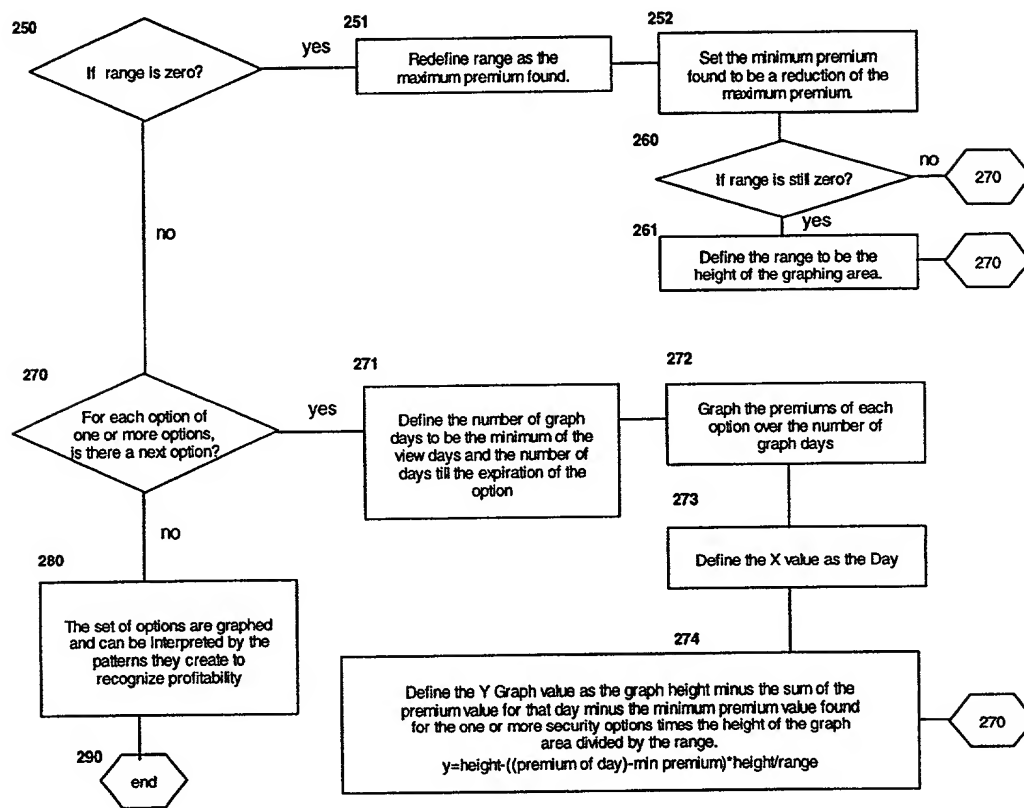 250
If range is zero?
yes
251
Redefine range as the
maximum premium found.
252
Set the minimum premium
found to be a reduction of the
maximum premium.
260
If range is still zero?
no
270
yes
261
Define the range to be the
height of the graphing area.
270
no
270
For each option of
one or more options,
is there a next option?
yes
271
Define the number of graph
days to be the minimum of the
view days and the number of
days till the expiration of the
option
272
Graph the premiums of each
option over the number of
graph days
273
Define the X value as the Day
274
Define the Y Graph value as the graph height minus the sum of the
premium value for that day minus the minimum premium value found
for the one or more security options times the height of the graph
area divided by the range.
y=height-((premium of day)-min premium)*height/range
270
no
280
The set of options are graphed
and can be interpreted by the
patterns they create to
recognize profitability
290
end